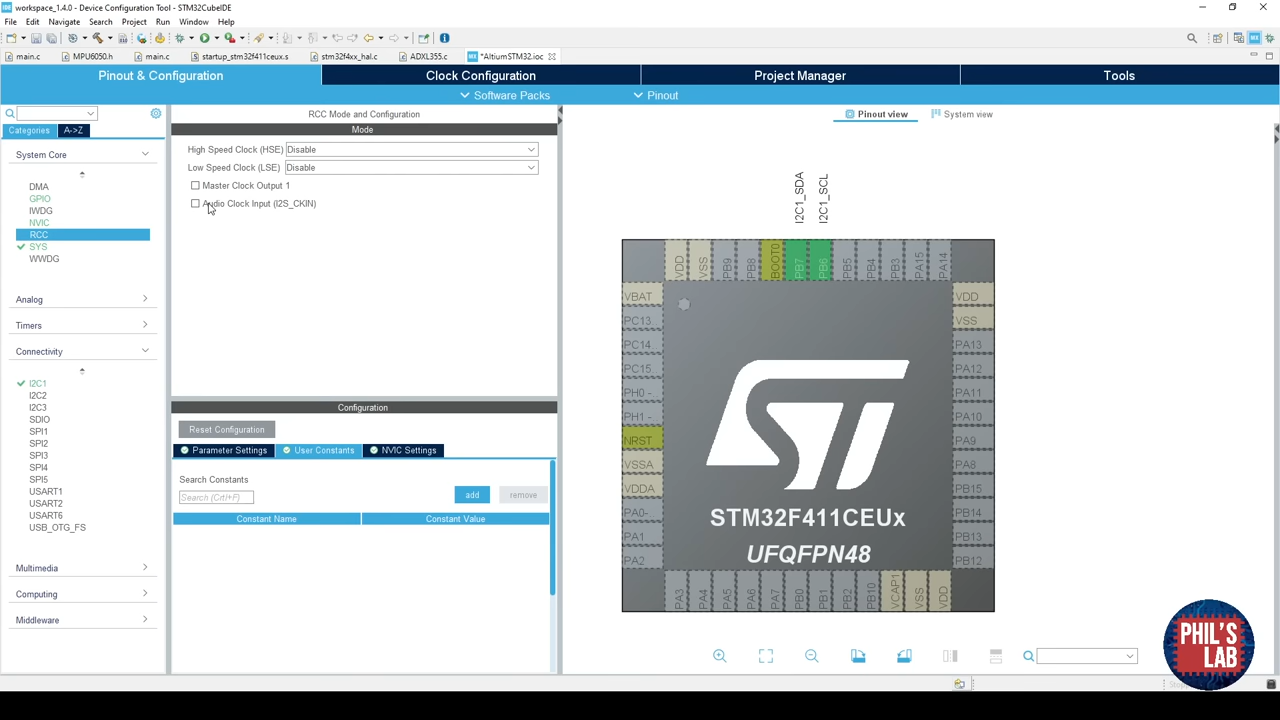 workspace_1.4.0 - Device Configuration Tool - STM32CubeIDE
File Edit Navigate Search Project Run Window Help
main.c MPU6050.h main.c startup_stm32f411ceux.s stm32f4xx_hal.c ADXL355.c *AltiumSTM32.ioc
Pinout & Configuration Clock Configuration Project Manager Tools
Software Packs Pinout
Categories A->Z
System Core
DMA
GPIO
IWDG
NVIC
RCC
SYS
WWDG
Analog
Timers
Connectivity
I2C1
I2C2
I2C3
SDIO
SPI1
SPI2
SPI3
SPI4
SPI5
USART1
USART2
USART6
USB_OTG_FS
Multimedia
Computing
Middleware
RCC Mode and Configuration
Mode
High Speed Clock (HSE) Disable
Low Speed Clock (LSE) Disable
Master Clock Output 1
Audio Clock Input (I2S_CKIN)
Configuration
Reset Configuration
Parameter Settings User Constants NVIC Settings
Search Constants
Search (Crtl+F) add remove
Constant Name Constant Value
Pinout view System view
I2C1_SDA I2C1_SCL
VDD VSS PB9 PB8 BOOT0 PB7 PB6 PB5 PB4 PB3 PA15 PA14
VBAT
PC13
PC14
PC15
PH0 -
PH1 -
NRST
VSSA
VDDA
PA0-
PA1
PA2
VDD
VSS
PA13
PA12
PA11
PA10
PA9
PA8
PB15
PB14
PB13
PB12
STM32F411CEUx
UFQFPN48
PA3 PA4 PA5 PA6 PA7 PB0 PB1 PB2 PB10 VCAP1 VSS VDD
PHIL'S
LAB